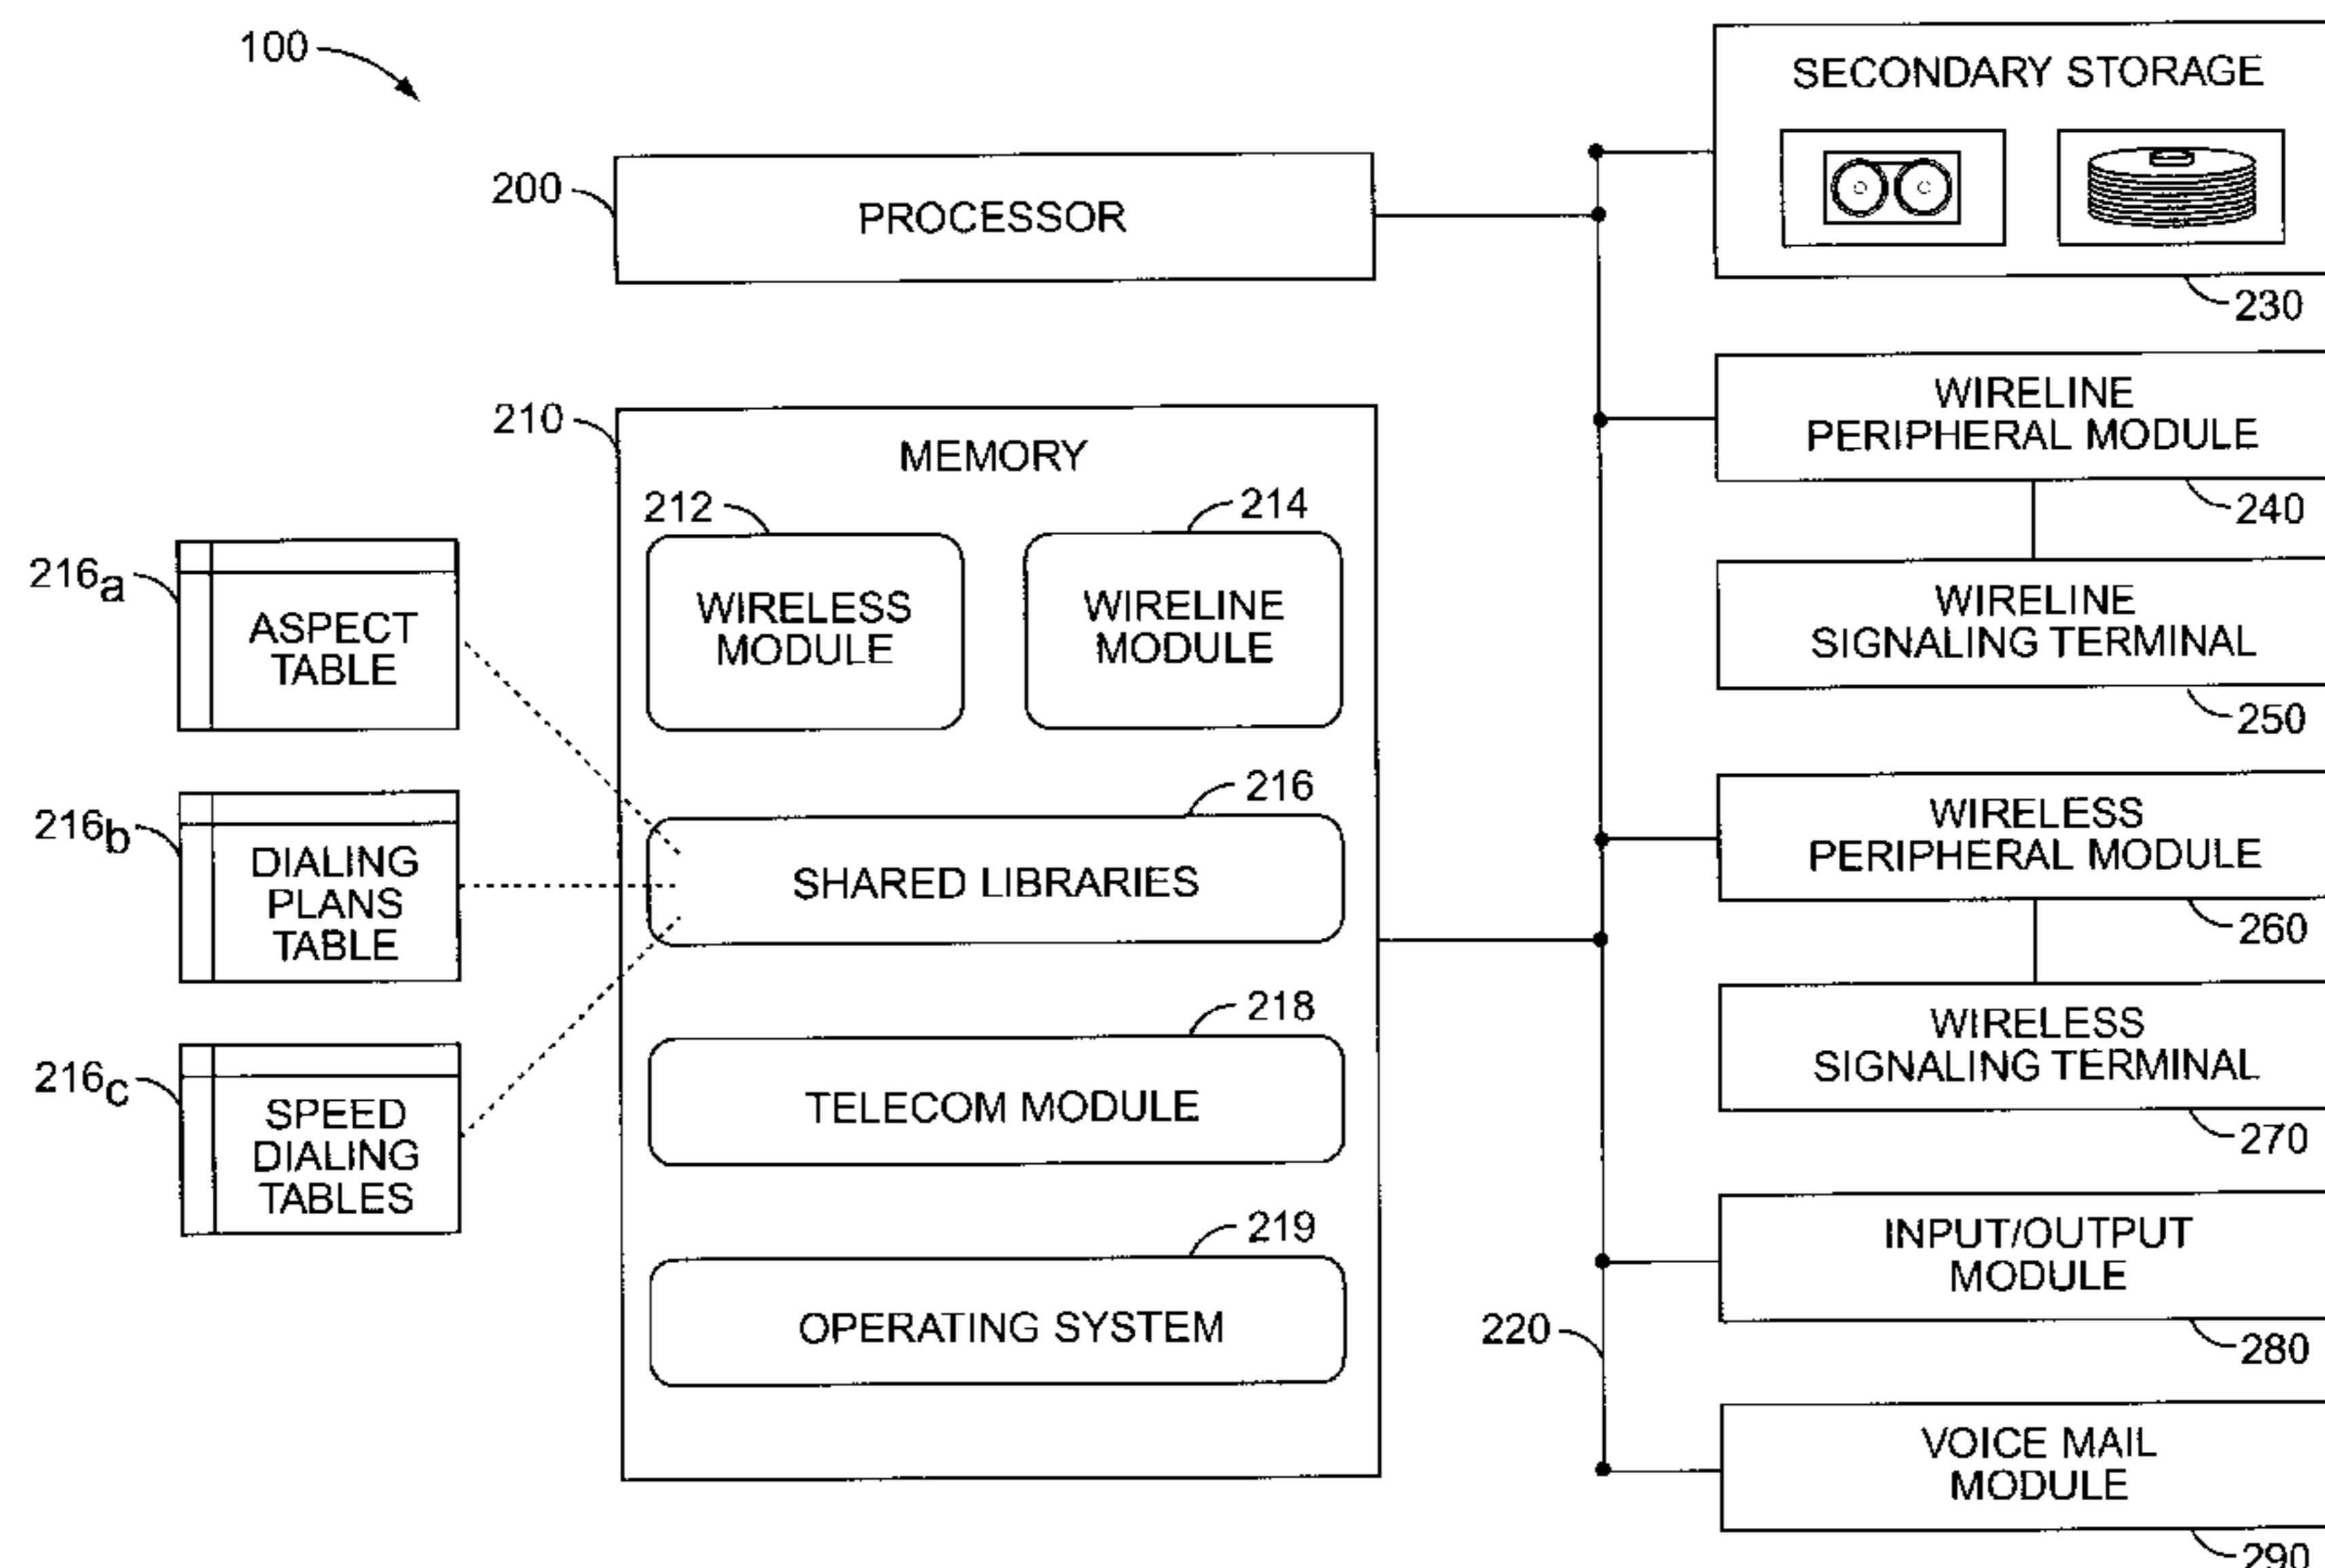 100
SECONDARY STORAGE
230
200
PROCESSOR
210
MEMORY
212
WIRELESS
MODULE
214
WIRELINE
MODULE
216
SHARED LIBRARIES
218
TELECOM MODULE
219
OPERATING SYSTEM
216a
ASPECT
TABLE
216b
DIALING
PLANS
TABLE
216c
SPEED
DIALING
TABLES
220
WIRELINE
PERIPHERAL MODULE
240
WIRELINE
SIGNALING TERMINAL
250
WIRELESS
PERIPHERAL MODULE
260
WIRELESS
SIGNALING TERMINAL
270
INPUT/OUTPUT
MODULE
280
VOICE MAIL
MODULE
290